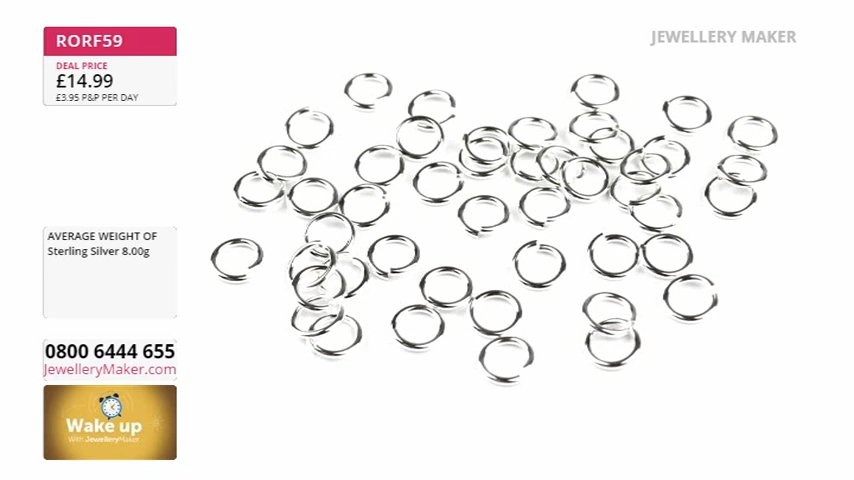 RORF59
DEAL PRICE
£14.99
£3.95 P&P PER DAY
JEWELLERY MAKER
AVERAGE WEIGHT OF
Sterling Silver 8.00g
0800 6444 655
JewelleryMaker.com
Wake up
With JewelleryMaker